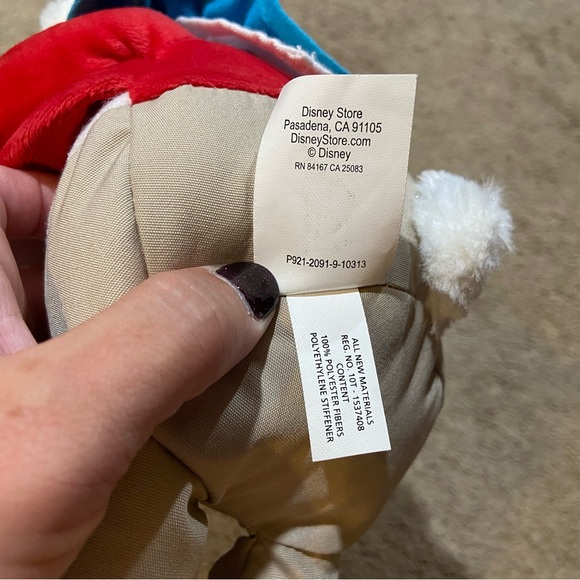 Disney Store
Pasadena, CA 91105
DisneyStore.com
© Disney
RN 84167 CA 25083
P921-2091-9-10313
ALL NEW MATERIALS
REG. NO. 10T - 1537408
CONTENT
100% POLYESTER FIBERS
POLYETHYLENE STIFFENER